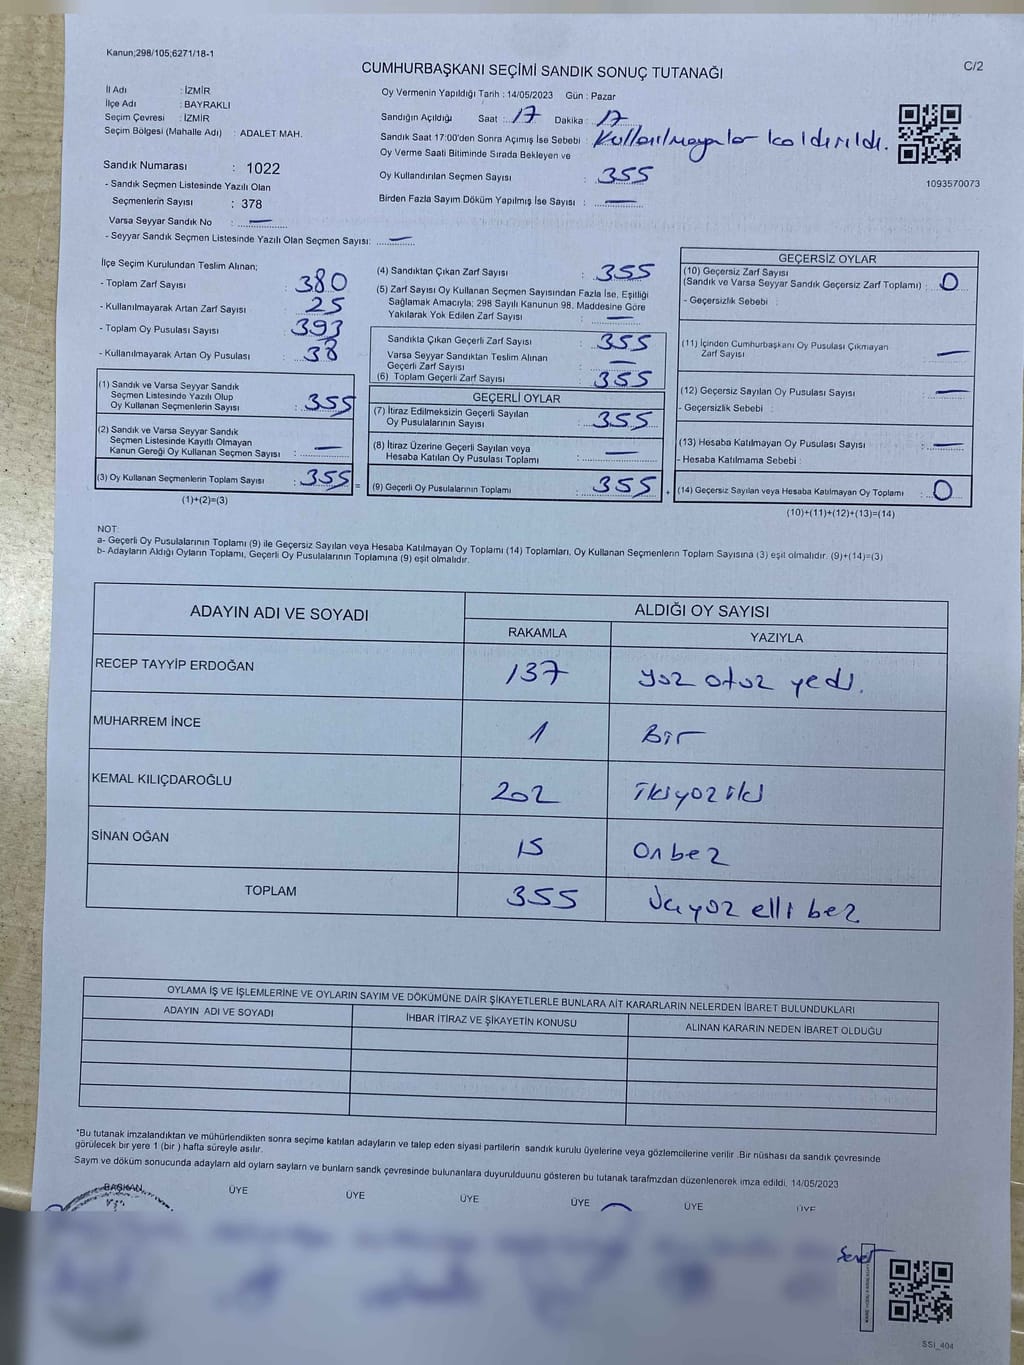 Kanun;298/105;6271/18-1
C/2
CUMHURBAŞKANI SEÇİMİ SANDIK SONUÇ TUTANAĞI
İl Adı : İZMİR
İlçe Adı : BAYRAKLI
Seçim Çevresi : İZMİR
Seçim Bölgesi (Mahalle Adı) : ADALET MAH.
Sandık Numarası : 1022
- Sandık Seçmen Listesinde Yazılı Olan
Seçmenlerin Sayısı : 378
Varsa Seyyar Sandık No : —
- Seyyar Sandık Seçmen Listesinde Yazılı Olan Seçmen Sayısı: —
Oy Vermenin Yapıldığı Tarih : 14/05/2023 Gün : Pazar
Sandığın Açıldığı Saat : 17 Dakika : 17
Sandık Saat 17:00'den Sonra Açımış İse Sebebi : Kullanılmayanlar kaldırıldı.
Oy Verme Saati Bitiminde Sırada Bekleyen ve
Oy Kullandırılan Seçmen Sayısı : 355
Birden Fazla Sayım Döküm Yapılmış İse Sayısı : —
1093570073
İlçe Seçim Kurulundan Teslim Alınan;
- Toplam Zarf Sayısı : 380
- Kullanılmayarak Artan Zarf Sayısı : 25
- Toplam Oy Pusulası Sayısı : 393
- Kullanılmayarak Artan Oy Pusulası : 38
(1) Sandık ve Varsa Seyyar Sandık
Seçmen Listesinde Yazılı Olup
Oy Kullanan Seçmenlerin Sayısı : 355
(2) Sandık ve Varsa Seyyar Sandık
Seçmen Listesinde Kayıtlı Olmayan
Kanun Gereği Oy Kullanan Seçmen Sayısı : —
(3) Oy Kullanan Seçmenlerin Toplam Sayısı : 355 =
(1)+(2)=(3)
(4) Sandıktan Çıkan Zarf Sayısı : 355
(5) Zarf Sayısı Oy Kullanan Seçmen Sayısından Fazla İse, Eşitliği
Sağlamak Amacıyla; 298 Sayılı Kanunun 98. Maddesine Göre
Yakılarak Yok Edilen Zarf Sayısı : —
Sandıkta Çıkan Geçerli Zarf Sayısı : 355
Varsa Seyyar Sandıktan Teslim Alınan
Geçerli Zarf Sayısı : —
(6) Toplam Geçerli Zarf Sayısı : 355
GEÇERLİ OYLAR
(7) İtiraz Edilmeksizin Geçerli Sayılan
Oy Pusulalarının Sayısı : 355
(8) İtiraz Üzerine Geçerli Sayılan veya
Hesaba Katılan Oy Pusulası Toplamı : —
(9) Geçerli Oy Pusulalarının Toplamı : 355 +
GEÇERSİZ OYLAR
(10) Geçersiz Zarf Sayısı
(Sandık ve Varsa Seyyar Sandık Geçersiz Zarf Toplamı) : 0
- Geçersizlik Sebebi :
(11) İçinden Cumhurbaşkanı Oy Pusulası Çıkmayan
Zarf Sayısı : —
(12) Geçersiz Sayılan Oy Pusulası Sayısı : —
- Geçersizlik Sebebi :
(13) Hesaba Katılmayan Oy Pusulası Sayısı : —
- Hesaba Katılmama Sebebi :
(14) Geçersiz Sayılan veya Hesaba Katılmayan Oy Toplamı : 0
(10)+(11)+(12)+(13)=(14)
NOT:
a- Geçerli Oy Pusulalarının Toplamı (9) ile Geçersiz Sayılan veya Hesaba Katılmayan Oy Toplamı (14) Toplamları, Oy Kullanan Seçmenlerin Toplam Sayısına (3) eşit olmalıdır. (9)+(14)=(3)
b- Adayların Aldığı Oyların Toplamı, Geçerli Oy Pusulalarının Toplamına (9) eşit olmalıdır.
ADAYIN ADI VE SOYADI
ALDIĞI OY SAYISI
RAKAMLA YAZIYLA
RECEP TAYYİP ERDOĞAN 137 yüz otuz yedi.
MUHARREM İNCE 1 Bir
KEMAL KILIÇDAROĞLU 202 ikiyüz iki
SİNAN OĞAN 15 Onbeş
TOPLAM 355 Üçyüz elli beş
OYLAMA İŞ VE İŞLEMLERİNE VE OYLARIN SAYIM VE DÖKÜMÜNE DAİR ŞİKAYETLERLE BUNLARA AİT KARARLARIN NELERDEN İBARET BULUNDUKLARI
ADAYIN ADI VE SOYADI İHBAR İTİRAZ VE ŞİKAYETİN KONUSU ALINAN KARARIN NEDEN İBARET OLDUĞU
*Bu tutanak imzalandıktan ve mühürlendikten sonra seçime katılan adayların ve talep eden siyasi partilerin sandık kurulu üyelerine veya gözlemcilerine verilir .Bir nüshası da sandık çevresinde
görülecek bir yere 1 (bir ) hafta süreyle asılır.
Saym ve döküm sonucunda adaylarn ald oylarn saylarn ve bunlarn sandk çevresinde bulunanlara duyurulduunu gösteren bu tutanak tarafmzdan düzenlenerek imza edildi. 14/05/2023
BAŞKAN ÜYE ÜYE ÜYE ÜYE ÜYE ÜYE
SSİ_404